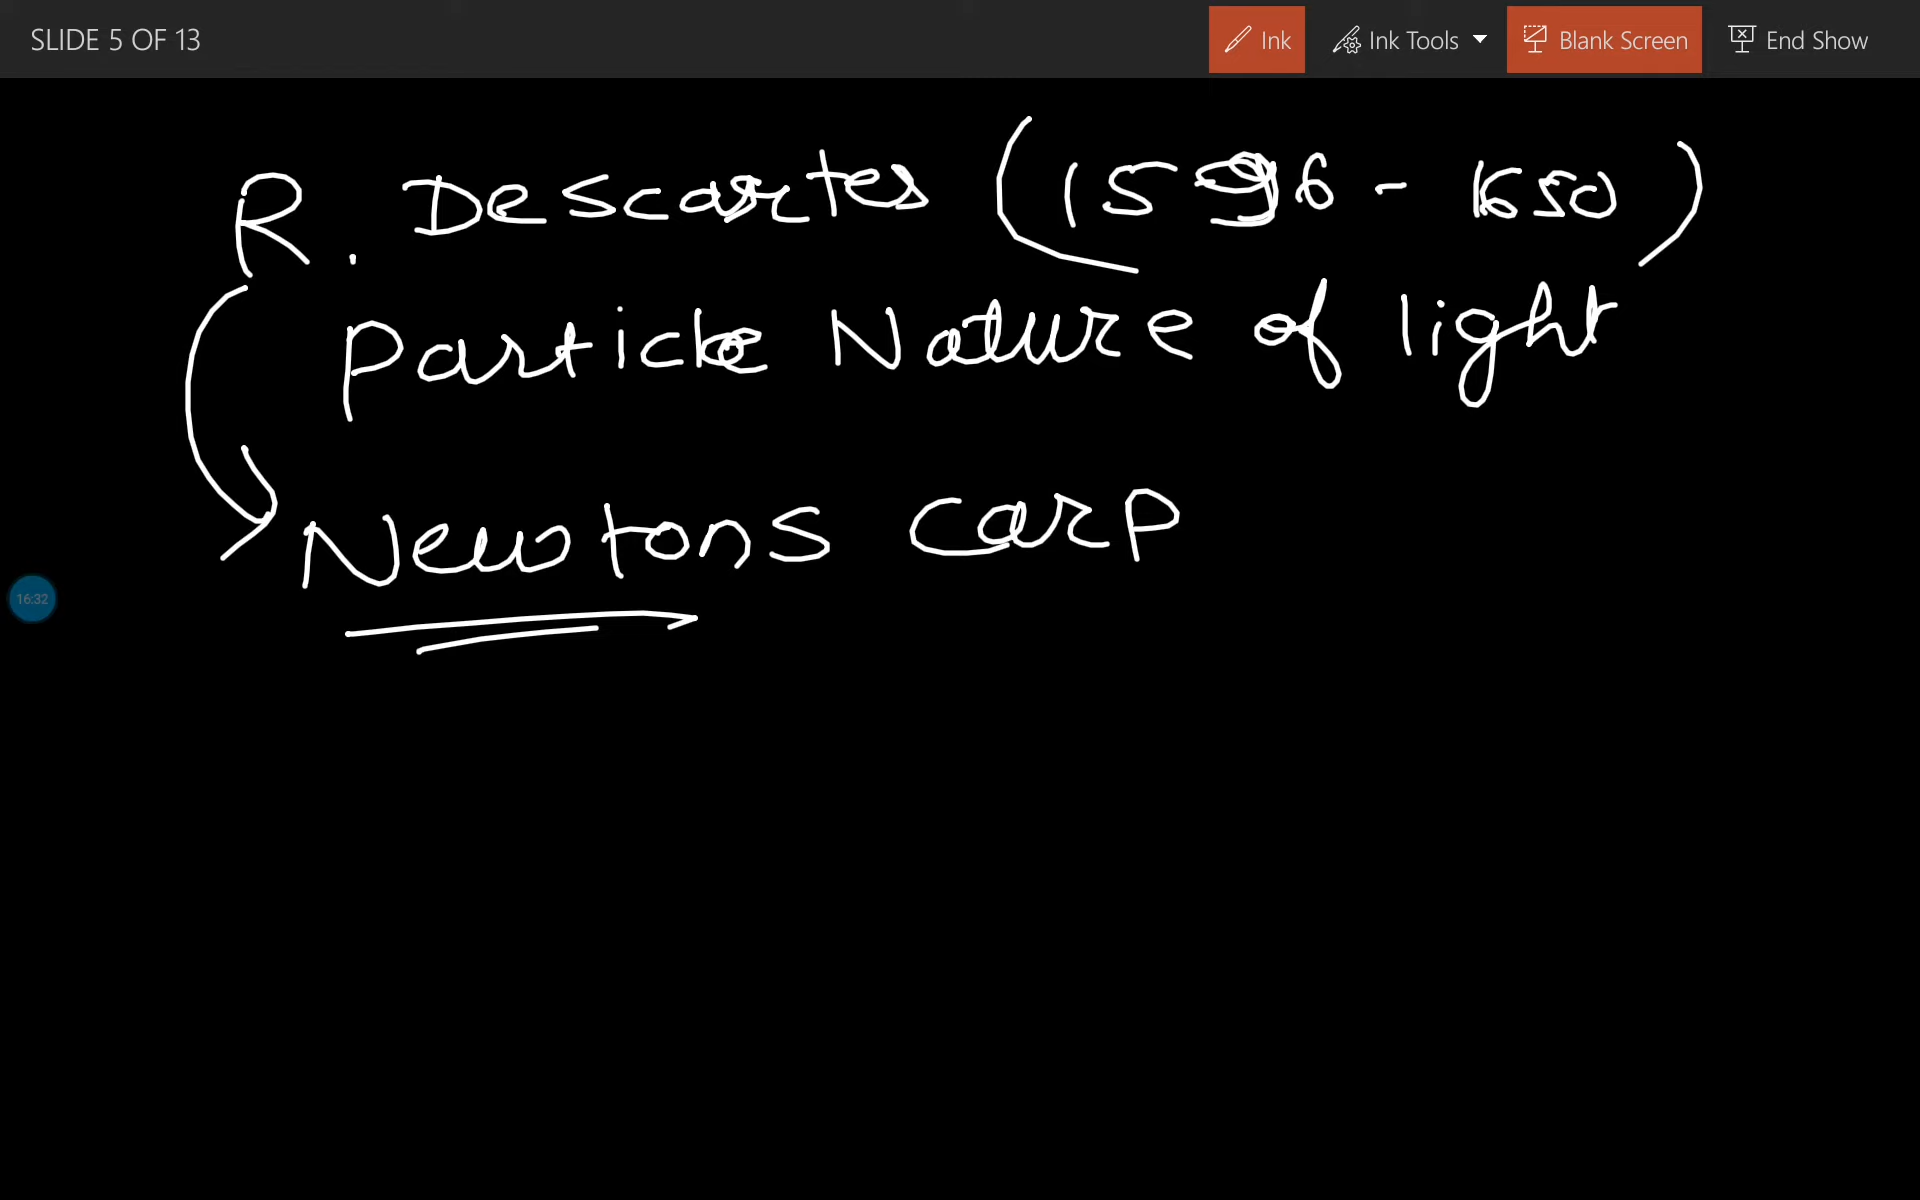 SLIDE 5 OF 13 Ink Ink Tools Blank Screen End Show
R. Descartes (1596 - 1650)
Particle Nature of light
Newtons carp
16:32